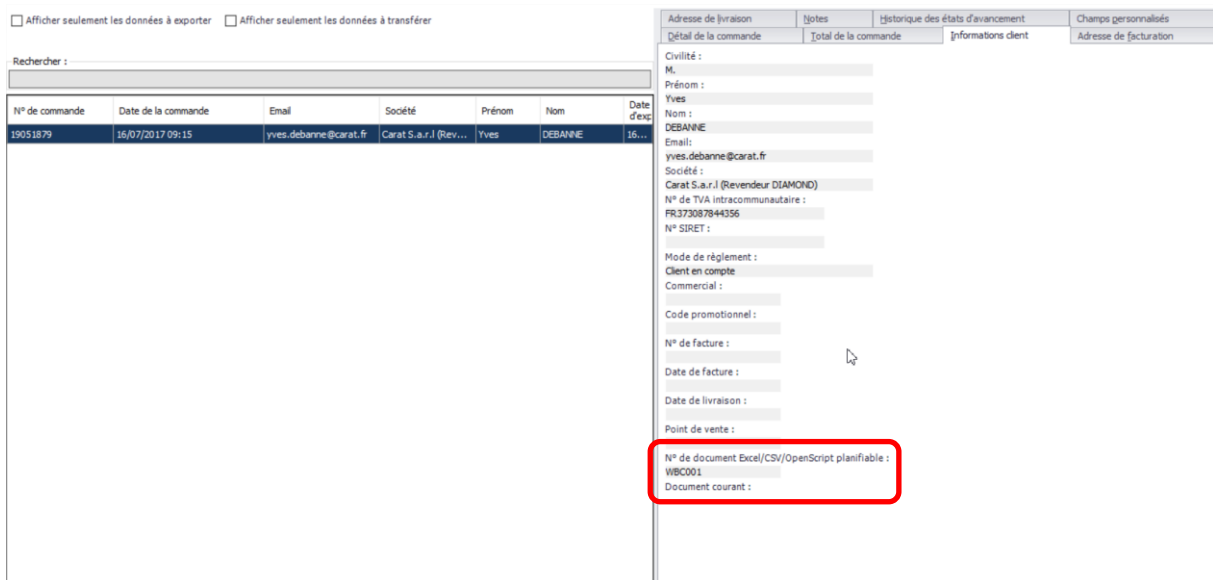 Afficher seulement les données à exporter Afficher seulement les données à transférer
Rechercher :
N° de commande Date de la commande Email Société Prénom Nom Date d'exp
19051879 16/07/2017 09:15 yves.debanne@carat.fr Carat S.a.r.l (Rev... Yves DEBANNE 16...
Adresse de livraison Notes Historique des états d'avancement Champs personnalisés
Détail de la commande Total de la commande Informations client Adresse de facturation
Civilité :
M.
Prénom :
Yves
Nom :
DEBANNE
Email:
yves.debanne@carat.fr
Société :
Carat S.a.r.l (Revendeur DIAMOND)
N° de TVA intracommunautaire :
FR373087844356
N° SIRET :
Mode de règlement :
Client en compte
Commercial :
Code promotionnel :
N° de facture :
Date de facture :
Date de livraison :
Point de vente :
N° de document Excel/CSV/OpenScript planifiable :
WBC001
Document courant :